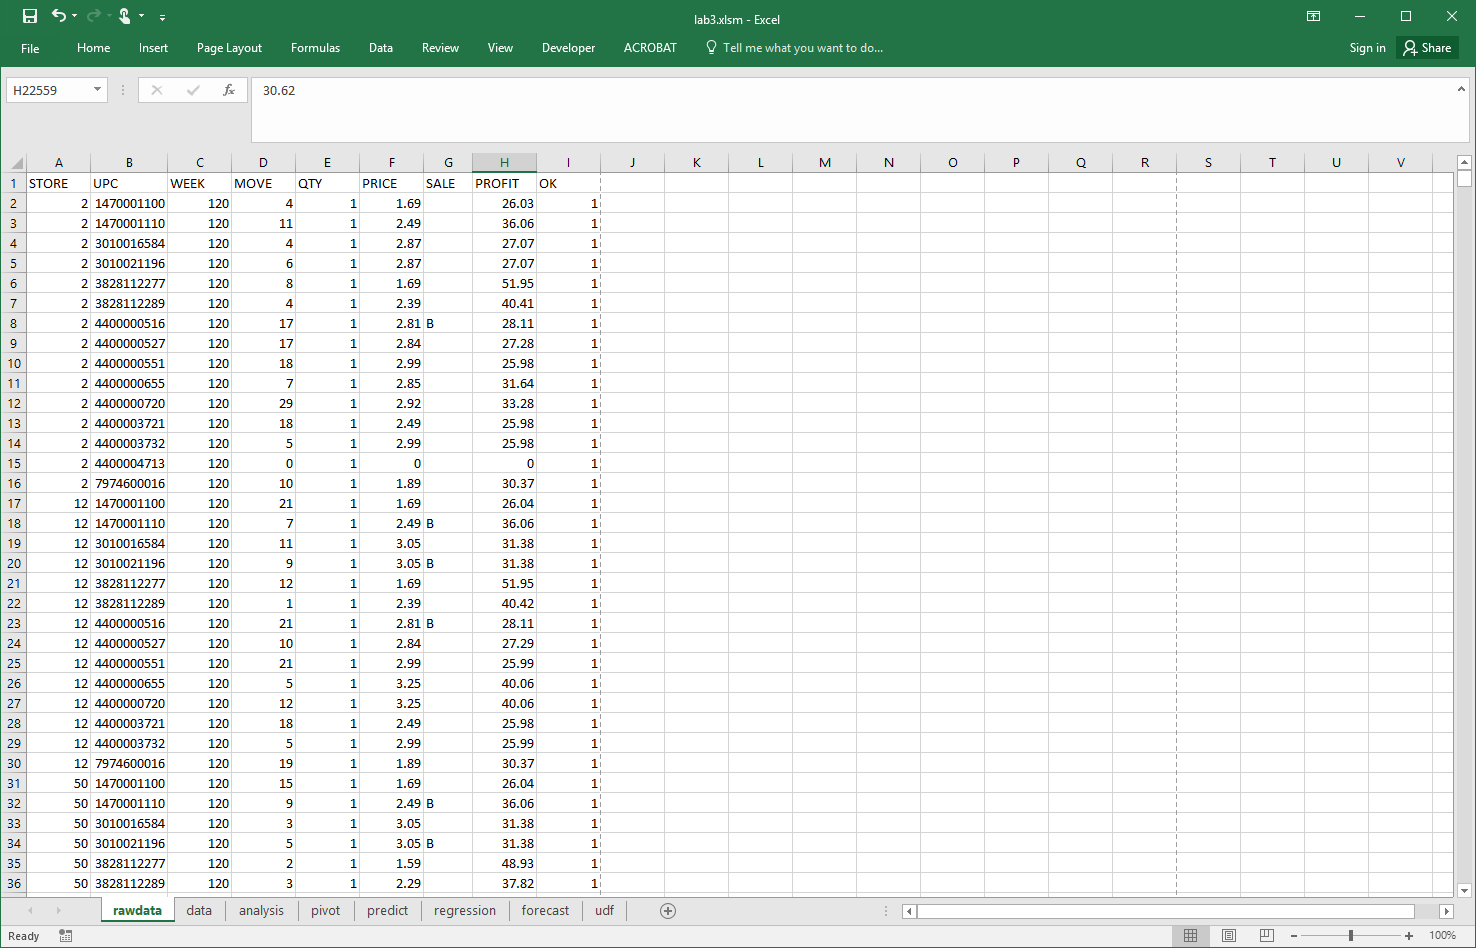 lab3.xlsm - Excel
File Home Insert Page Layout Formulas Data Review View Developer ACROBAT Tell me what you want to do... Sign in Share
H22559 fx 30.62
A B C D E F G H I J K L M N O P Q R S T U V
1 STORE UPC WEEK MOVE QTY PRICE SALE PROFIT OK
2 2 1470001100 120 4 1 1.69 26.03 1
3 2 1470001110 120 11 1 2.49 36.06 1
4 2 3010016584 120 4 1 2.87 27.07 1
5 2 3010021196 120 6 1 2.87 27.07 1
6 2 3828112277 120 8 1 1.69 51.95 1
7 2 3828112289 120 4 1 2.39 40.41 1
8 2 4400000516 120 17 1 2.81 B 28.11 1
9 2 4400000527 120 17 1 2.84 27.28 1
10 2 4400000551 120 18 1 2.99 25.98 1
11 2 4400000655 120 7 1 2.85 31.64 1
12 2 4400000720 120 29 1 2.92 33.28 1
13 2 4400003721 120 18 1 2.49 25.98 1
14 2 4400003732 120 5 1 2.99 25.98 1
15 2 4400004713 120 0 1 0 0 1
16 2 7974600016 120 10 1 1.89 30.37 1
17 12 1470001100 120 21 1 1.69 26.04 1
18 12 1470001110 120 7 1 2.49 B 36.06 1
19 12 3010016584 120 11 1 3.05 31.38 1
20 12 3010021196 120 9 1 3.05 B 31.38 1
21 12 3828112277 120 12 1 1.69 51.95 1
22 12 3828112289 120 1 1 2.39 40.42 1
23 12 4400000516 120 21 1 2.81 B 28.11 1
24 12 4400000527 120 10 1 2.84 27.29 1
25 12 4400000551 120 21 1 2.99 25.99 1
26 12 4400000655 120 5 1 3.25 40.06 1
27 12 4400000720 120 12 1 3.25 40.06 1
28 12 4400003721 120 18 1 2.49 25.98 1
29 12 4400003732 120 5 1 2.99 25.99 1
30 12 7974600016 120 19 1 1.89 30.37 1
31 50 1470001100 120 15 1 1.69 26.04 1
32 50 1470001110 120 9 1 2.49 B 36.06 1
33 50 3010016584 120 3 1 3.05 31.38 1
34 50 3010021196 120 5 1 3.05 B 31.38 1
35 50 3828112277 120 2 1 1.59 48.93 1
36 50 3828112289 120 3 1 2.29 37.82 1
rawdata data analysis pivot predict regression forecast udf
Ready 100%